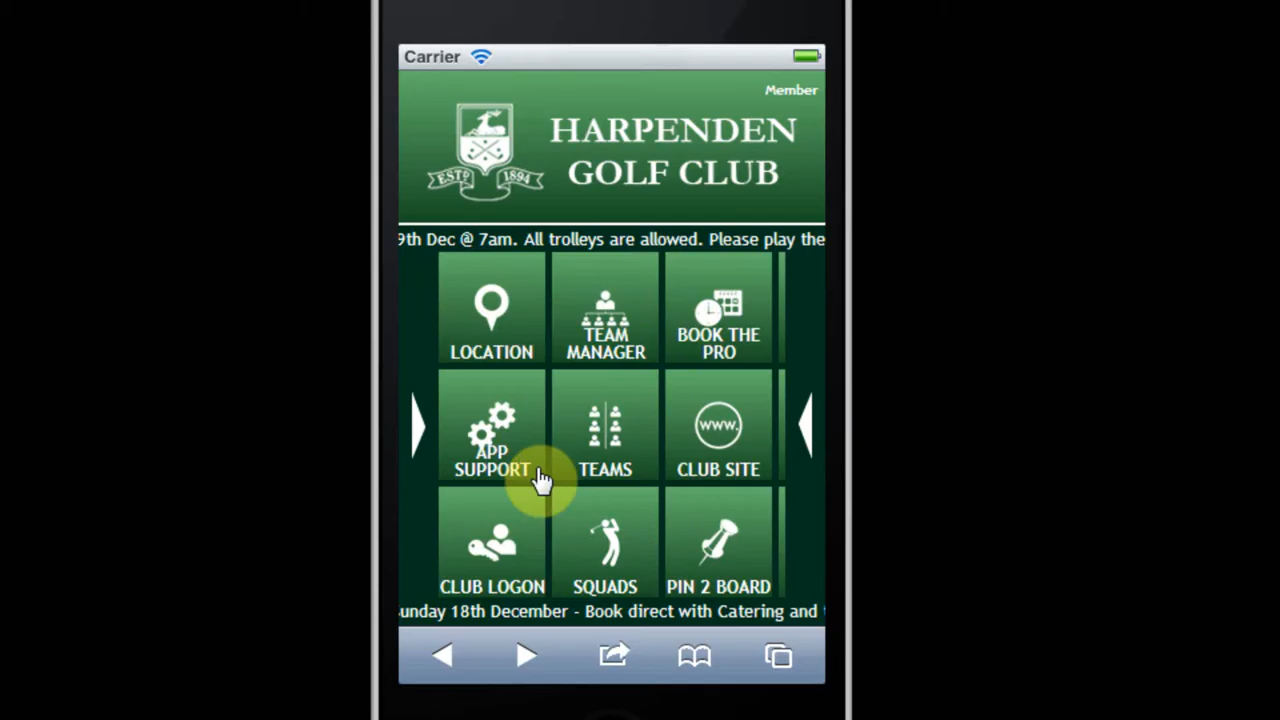 Carrier
Member
HARPENDEN
GOLF CLUB
ESTD 1894
9th Dec @ 7am. All trolleys are allowed. Please play the
LOCATION
TEAM
MANAGER
BOOK THE
PRO
APP
SUPPORT
TEAMS
www.
CLUB SITE
CLUB LOGON
SQUADS
PIN 2 BOARD
unday 18th December - Book direct with Catering and